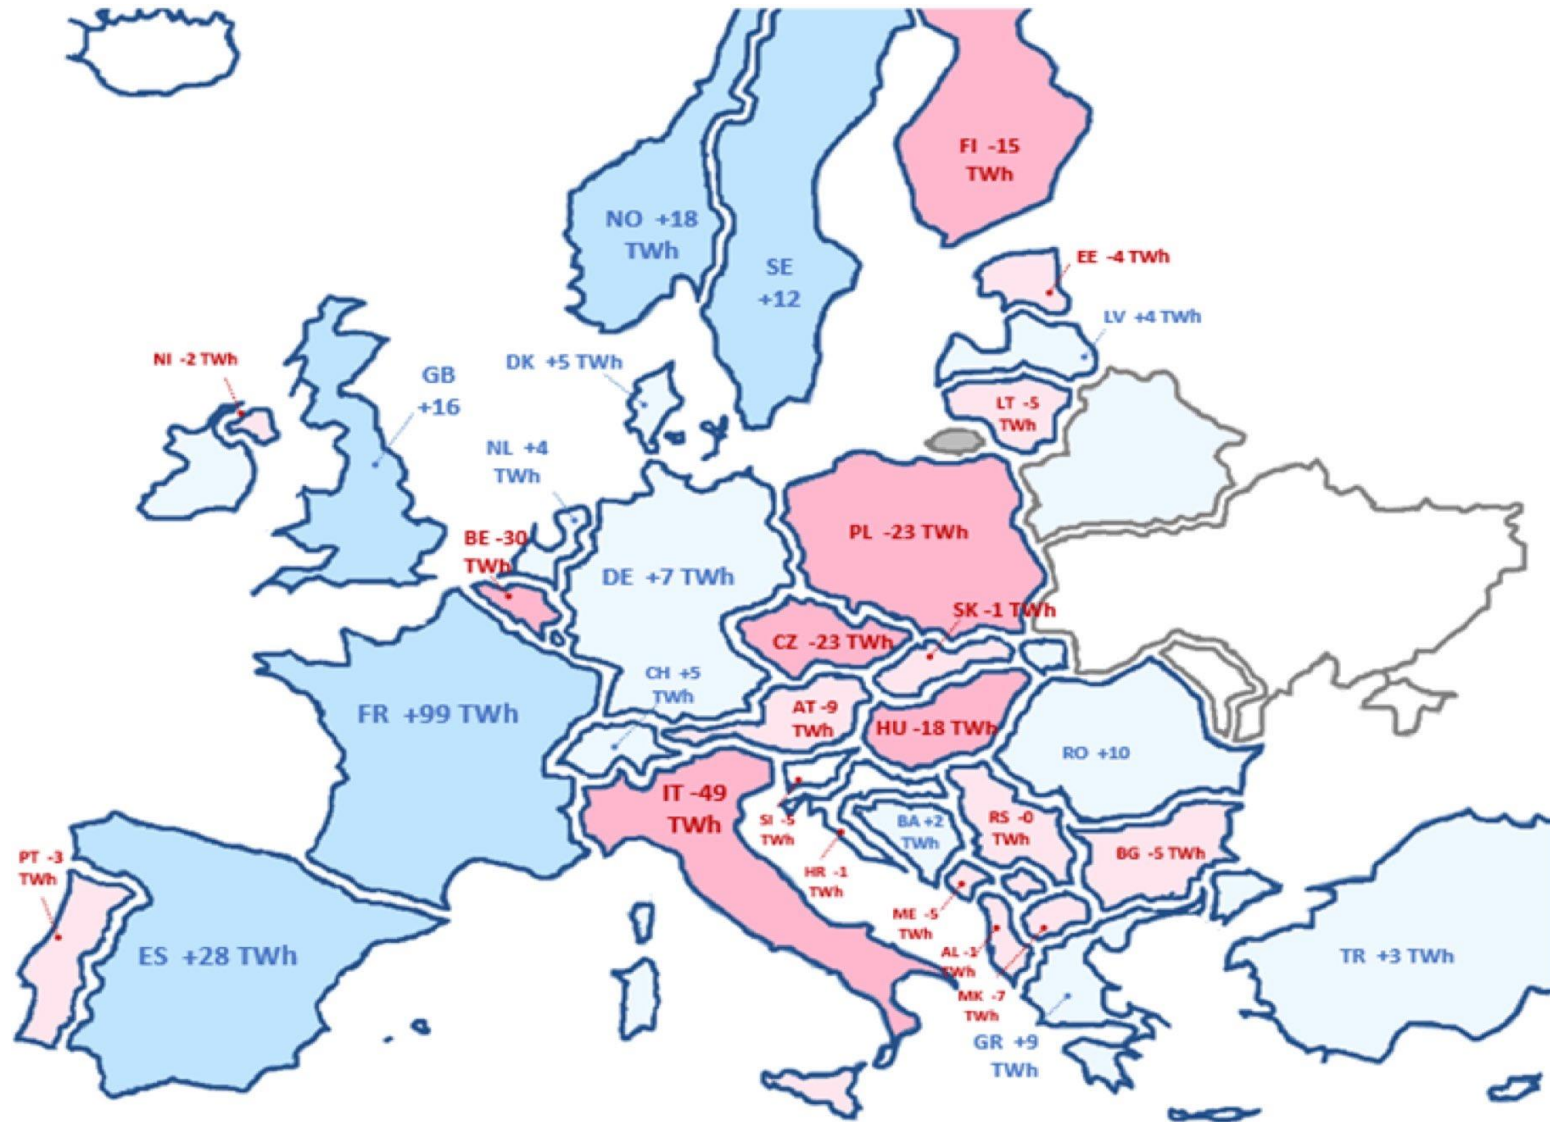 FI -15
TWh
NO +18
TWh
SE
+12
EE -4 TWh
LV +4 TWh
NI -2 TWh
DK +5 TWh
GB
+16
LT -5
TWh
NL +4
TWh
BE -30
TWh
PL -23 TWh
DE +7 TWh
SK -1 TWh
CZ -23 TWh
CH +5
TWh
AT -9
TWh
FR +99 TWh
HU -18 TWh
RO +10
IT -49
TWh
SI -5
TWh
BA +2
TWh
RS -0
TWh
BG -5 TWh
PT -3
TWh
HR -1
TWh
ME -5
TWh
ES +28 TWh
AL -1
TWh
TR +3 TWh
MK -7
TWh
GR +9
TWh